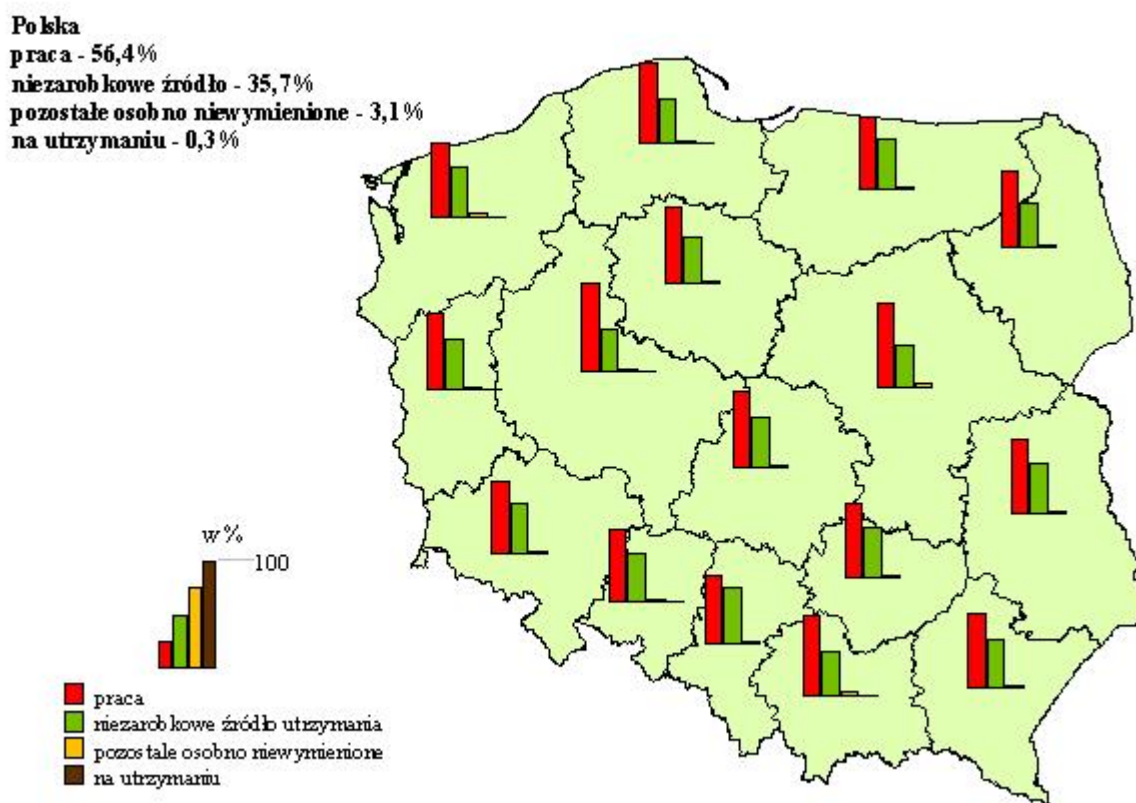 Polska
praca - 56,4%
niezarobkowe źródło - 35,7%
pozostałe osobno niewymienione - 3,1%
na utrzymaniu - 0,3%
w %
100
praca
niezarobkowe źródło utrzymania
pozostałe osobno niewymienione
na utrzymaniu